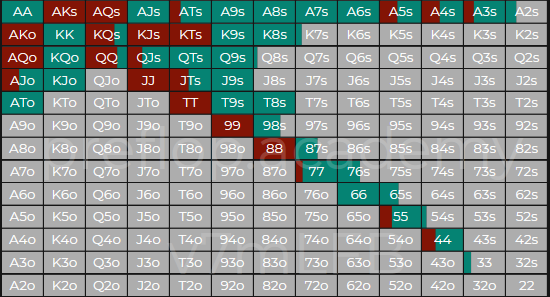 AA AKs AQs AJs ATs A9s A8s A7s A6s A5s A4s A3s A2s
AKo KK KQs KJs KTs K9s K8s K7s K6s K5s K4s K3s K2s
AQo KQo QQ QJs QTs Q9s Q8s Q7s Q6s Q5s Q4s Q3s Q2s
AJo KJo QJo JJ JTs J9s J8s J7s J6s J5s J4s J3s J2s
ATo KTo QTo JTo TT T9s T8s T7s T6s T5s T4s T3s T2s
A9o K9o Q9o J9o T9o 99 98s 97s 96s 95s 94s 93s 92s
A8o K8o Q8o J8o T8o 98o 88 87s 86s 85s 84s 83s 82s
preflop.academy
A7o K7o Q7o J7o T7o 97o 87o 77 76s 75s 74s 73s 72s
A6o K6o Q6o J6o T6o 96o 86o 76o 66 65s 64s 63s 62s
A5o K5o Q5o J5o T5o 95o 85o 75o 65o 55 54s 53s 52s
A4o K4o Q4o J4o T4o 94o 84o 74o 64o 54o 44 43s 42s
A3o K3o Q3o J3o T3o 93o 83o 73o 63o 53o 43o 33 32s
A2o K2o Q2o J2o T2o 92o 82o 72o 62o 52o 42o 32o 22